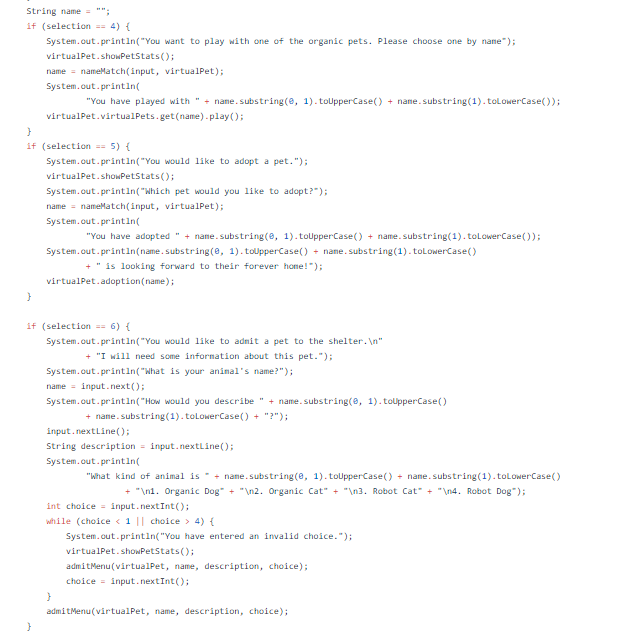 String name = "";
if (selection == 4) {
System.out.println("You want to play with one of the organic pets. Please choose one by name");
virtualPet.showPetStats();
name = nameMatch(input, virtualPet);
System.out.println(
"You have played with " + name.substring(0, 1).toUpperCase() + name.substring(1).toLowerCase());
virtualPet.virtualPets.get(name).play();
}
if (selection == 5) {
System.out.println("You would like to adopt a pet.");
virtualPet.showPetStats();
System.out.println("Which pet would you like to adopt?");
name = nameMatch(input, virtualPet);
System.out.println(
"You have adopted " + name.substring(0, 1).toUpperCase() + name.substring(1).toLowerCase());
System.out.println(name.substring(0, 1).toUpperCase() + name.substring(1).toLowerCase()
+ " is looking forward to their forever home!");
virtualPet.adoption(name);
}
if (selection == 6) {
System.out.println("You would like to admit a pet to the shelter.\n"
+ "I will need some information about this pet.");
System.out.println("What is your animal's name?");
name = input.next();
System.out.println("How would you describe " + name.substring(0, 1).toUpperCase()
+ name.substring(1).toLowerCase() + "?");
input.nextLine();
String description = input.nextLine();
System.out.println(
"What kind of animal is " + name.substring(0, 1).toUpperCase() + name.substring(1).toLowerCase()
+ "\n1. Organic Dog" + "\n2. Organic Cat" + "\n3. Robot Cat" + "\n4. Robot Dog");
int choice = input.nextInt();
while (choice < 1 || choice > 4) {
System.out.println("You have entered an invalid choice.");
virtualPet.showPetStats();
admitMenu(virtualPet, name, description, choice);
choice = input.nextInt();
}
admitMenu(virtualPet, name, description, choice);
}